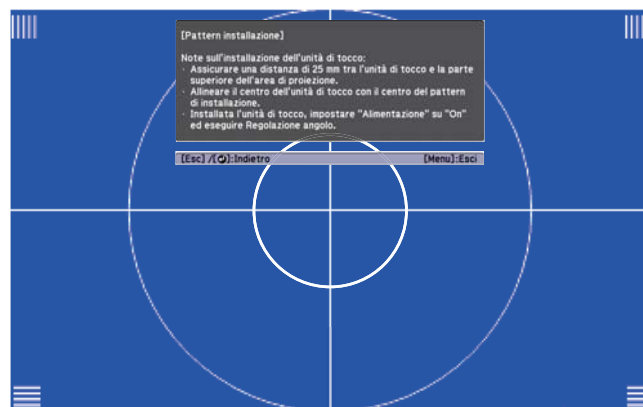 [Pattern installazione]
Note sull'installazione dell'unità di tocco:
· Assicurare una distanza di 25 mm tra l'unità di tocco e la parte
superiore dell'area di proiezione.
· Allineare il centro dell'unità di tocco con il centro del pattern
di installazione.
· Installata l'unità di tocco, impostare "Alimentazione" su "On"
ed eseguire Regolazione angolo.
[Esc] /[⮐]:Indietro [Menu]:Esci